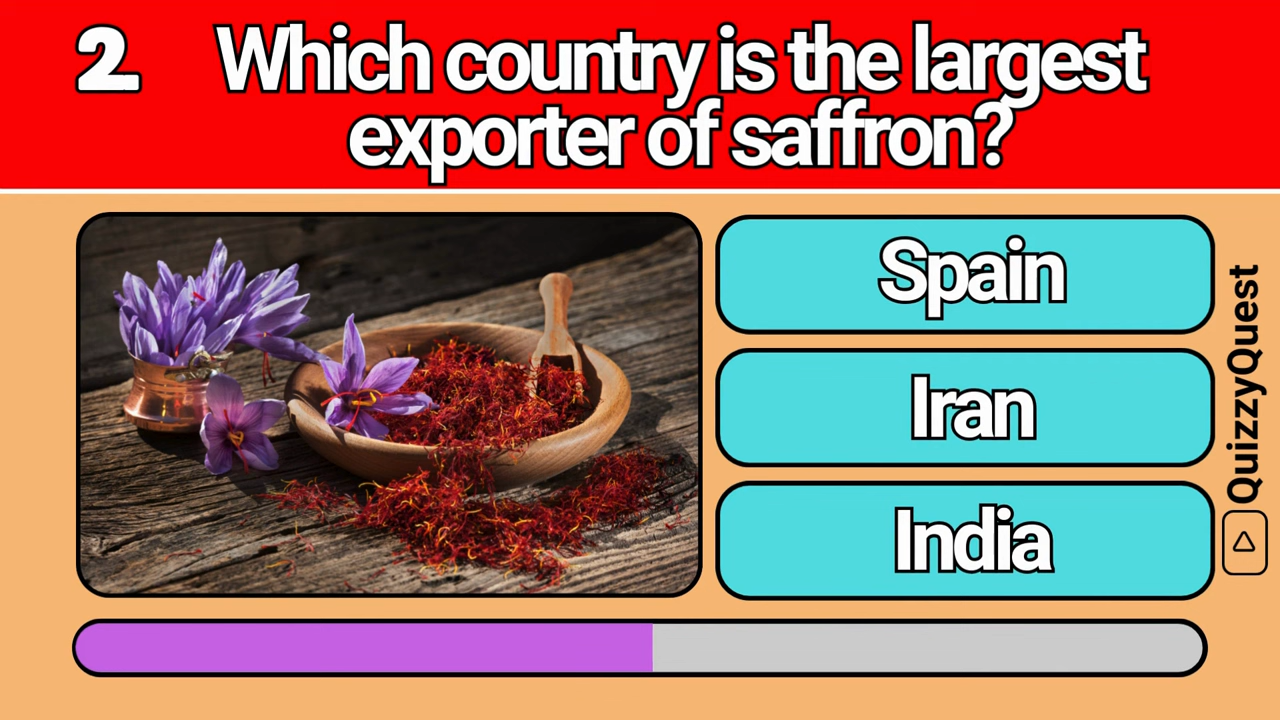 2
Which country is the largest
exporter of saffron?
Spain
Iran
India
QuizzyQuest